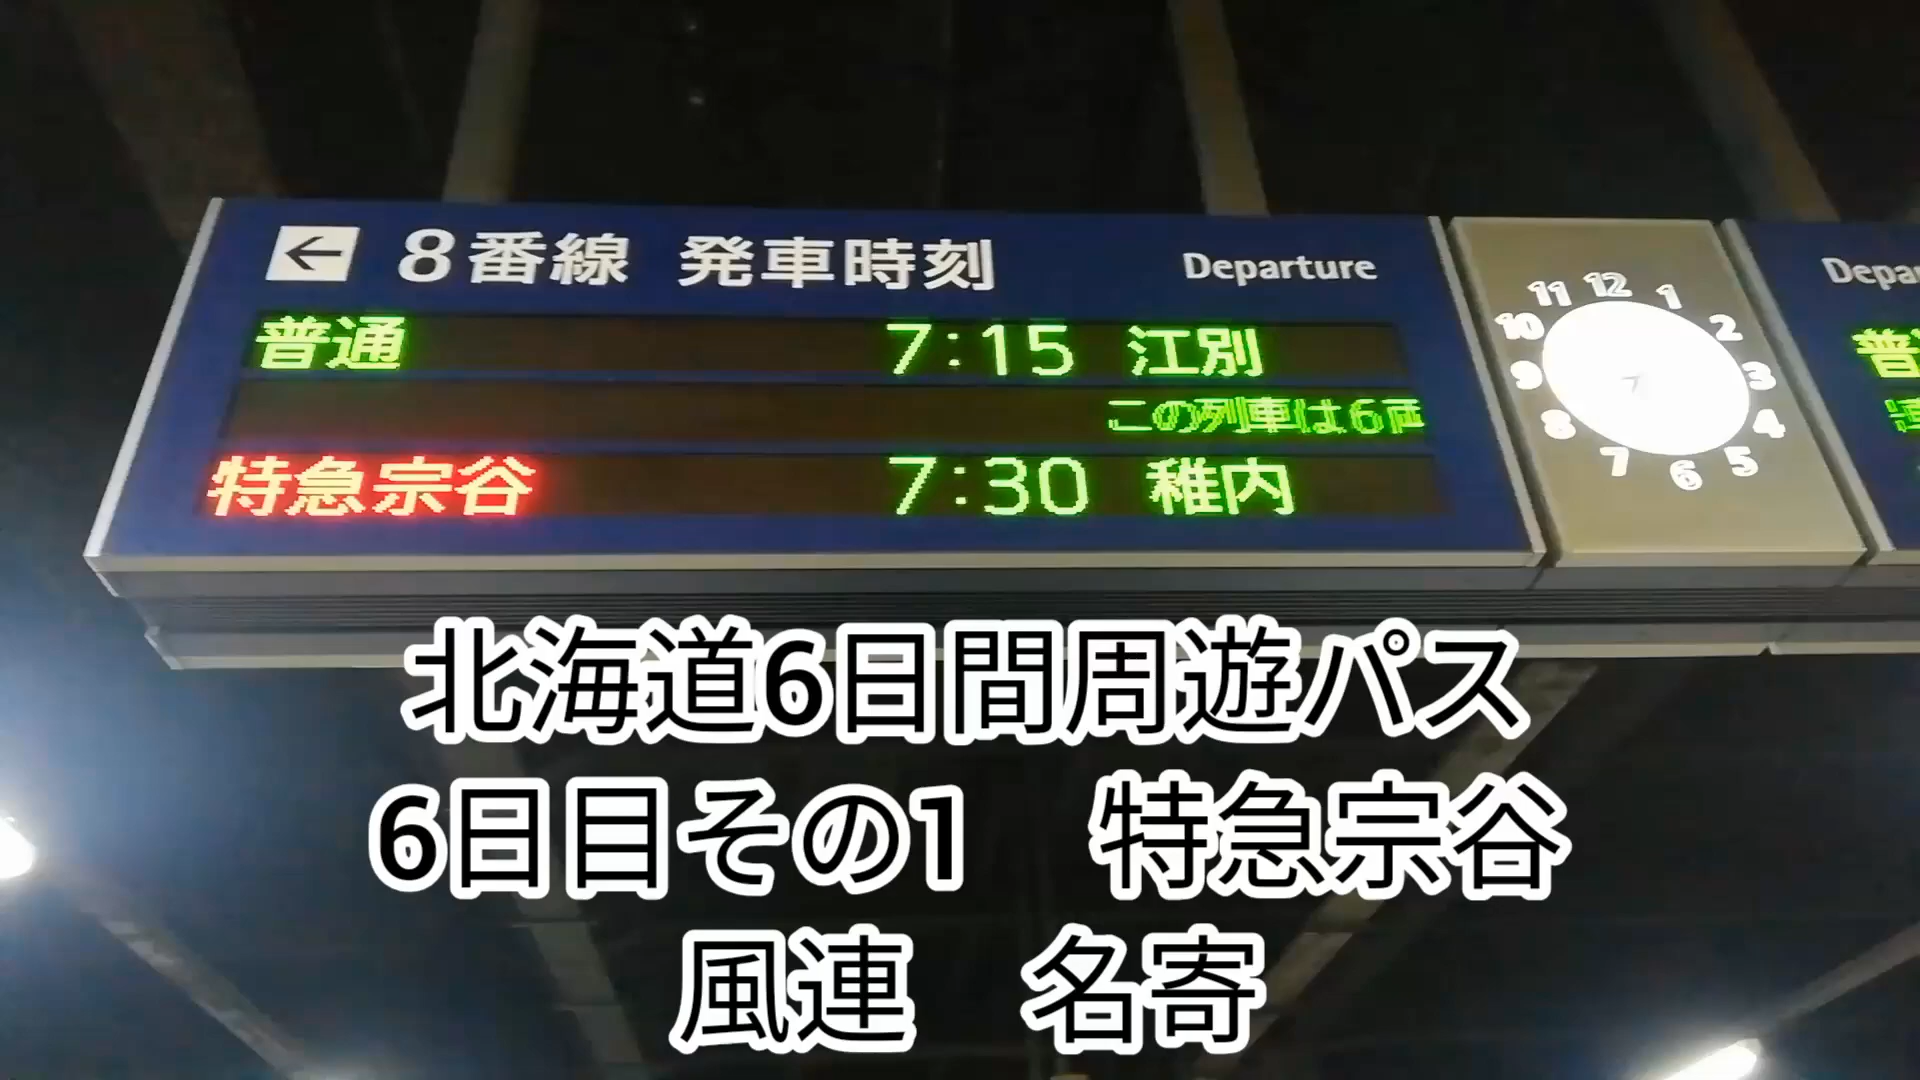 ← 8番線 発車時刻 Departure
普通 7:15 江別
この列車は6両
特急宗谷 7:30 稚内
11 12 1
10 2
9 3
8 4
7 6 5
Depar
普通
北海道6日間周遊パス
6日目その1 特急宗谷
風連 名寄